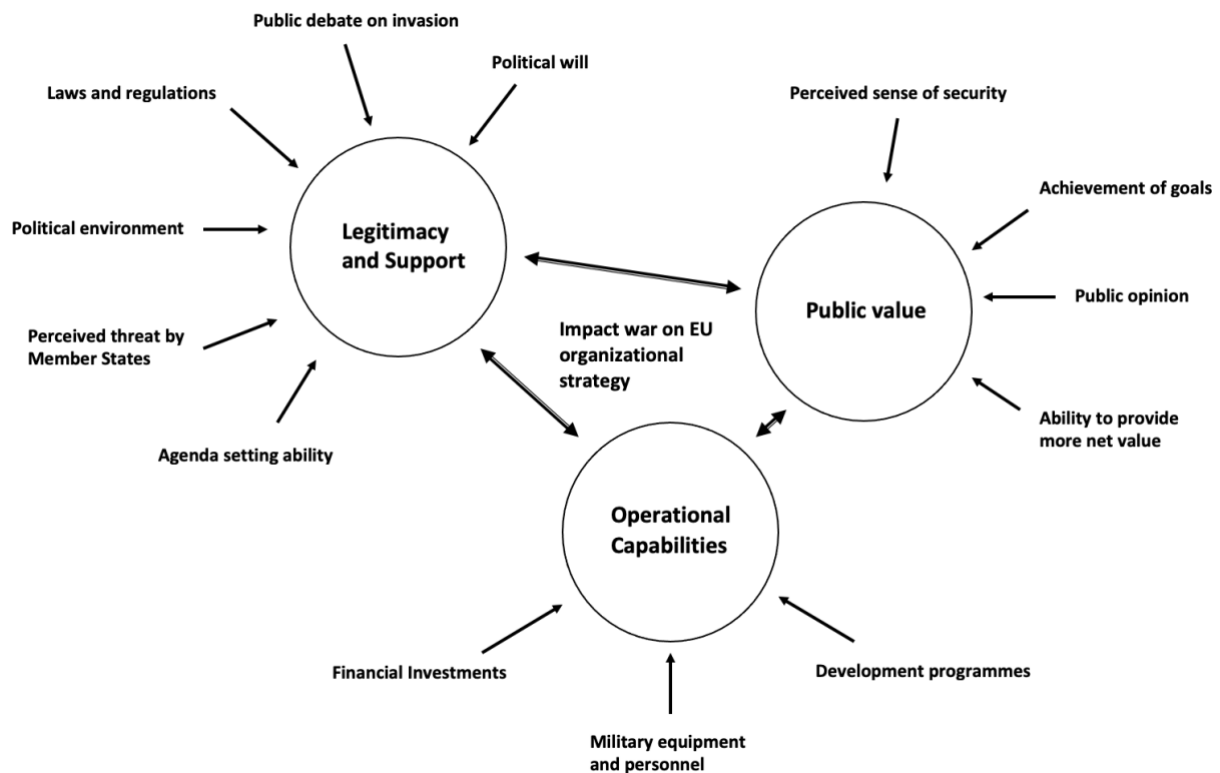 Public debate on invasion
Political will
Laws and regulations
Perceived sense of security
Achievement of goals
Political environment
Legitimacy
and Support
Public opinion
Public value
Perceived threat by
Member States
Impact war on EU
organizational
strategy
Ability to provide
more net value
Agenda setting ability
Operational
Capabilities
Financial Investments
Development programmes
Military equipment
and personnel